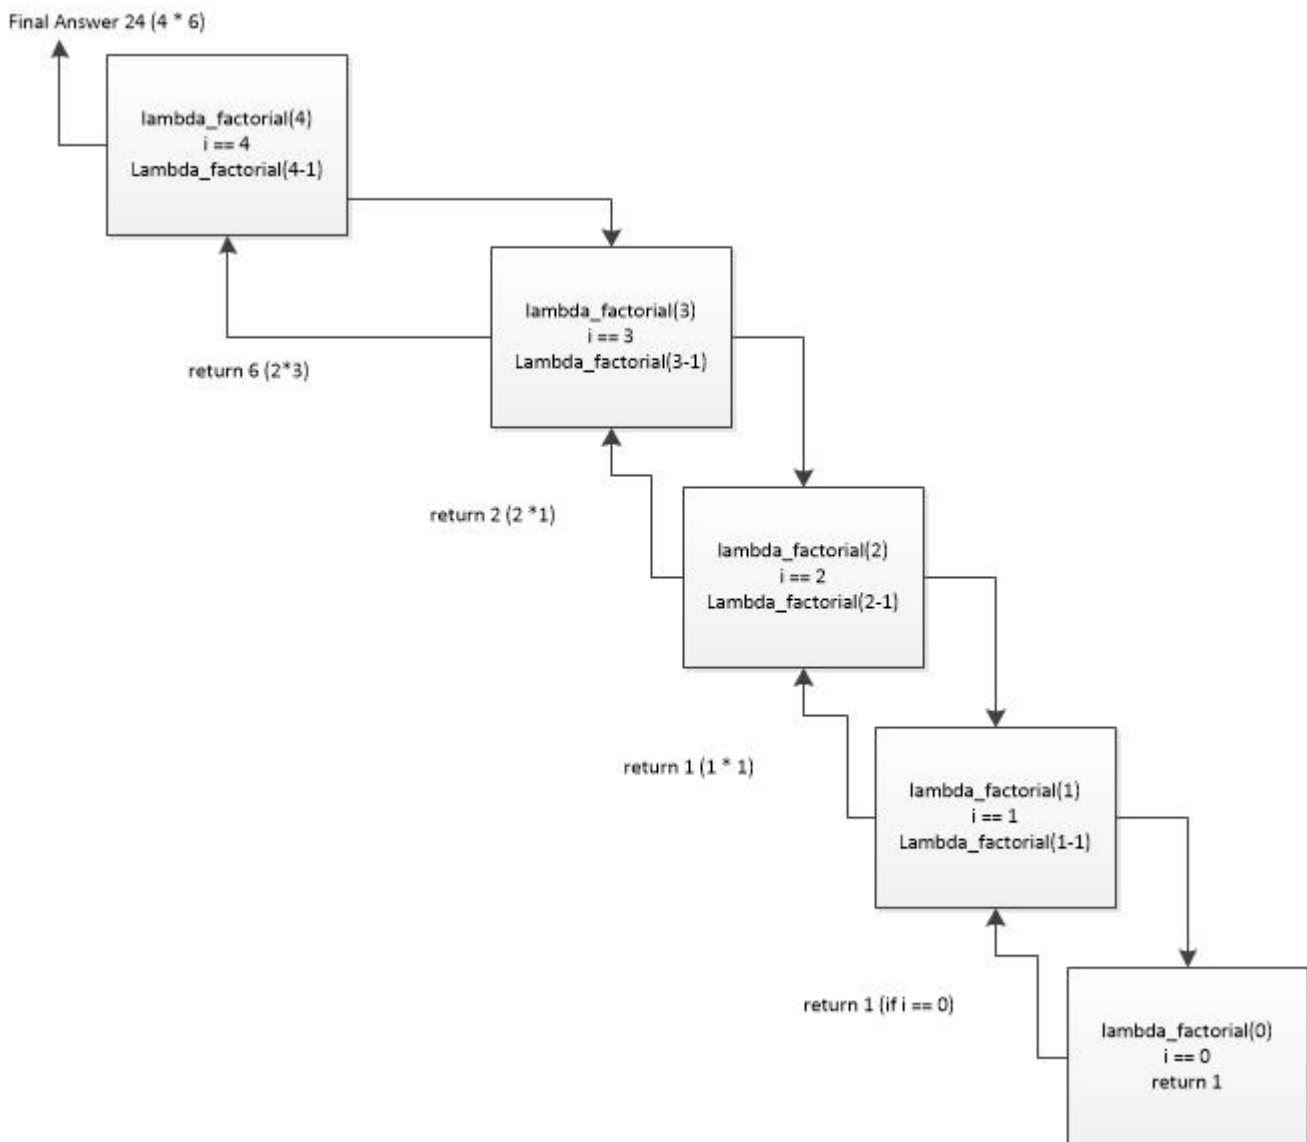 Final Answer 24 (4 * 6)
lambda_factorial(4)
i == 4
Lambda_factorial(4-1)
lambda_factorial(3)
i == 3
Lambda_factorial(3-1)
return 6 (2*3)
return 2 (2 *1)
lambda_factorial(2)
i == 2
Lambda_factorial(2-1)
return 1 (1 * 1)
lambda_factorial(1)
i == 1
Lambda_factorial(1-1)
return 1 (if i == 0)
lambda_factorial(0)
i == 0
return 1